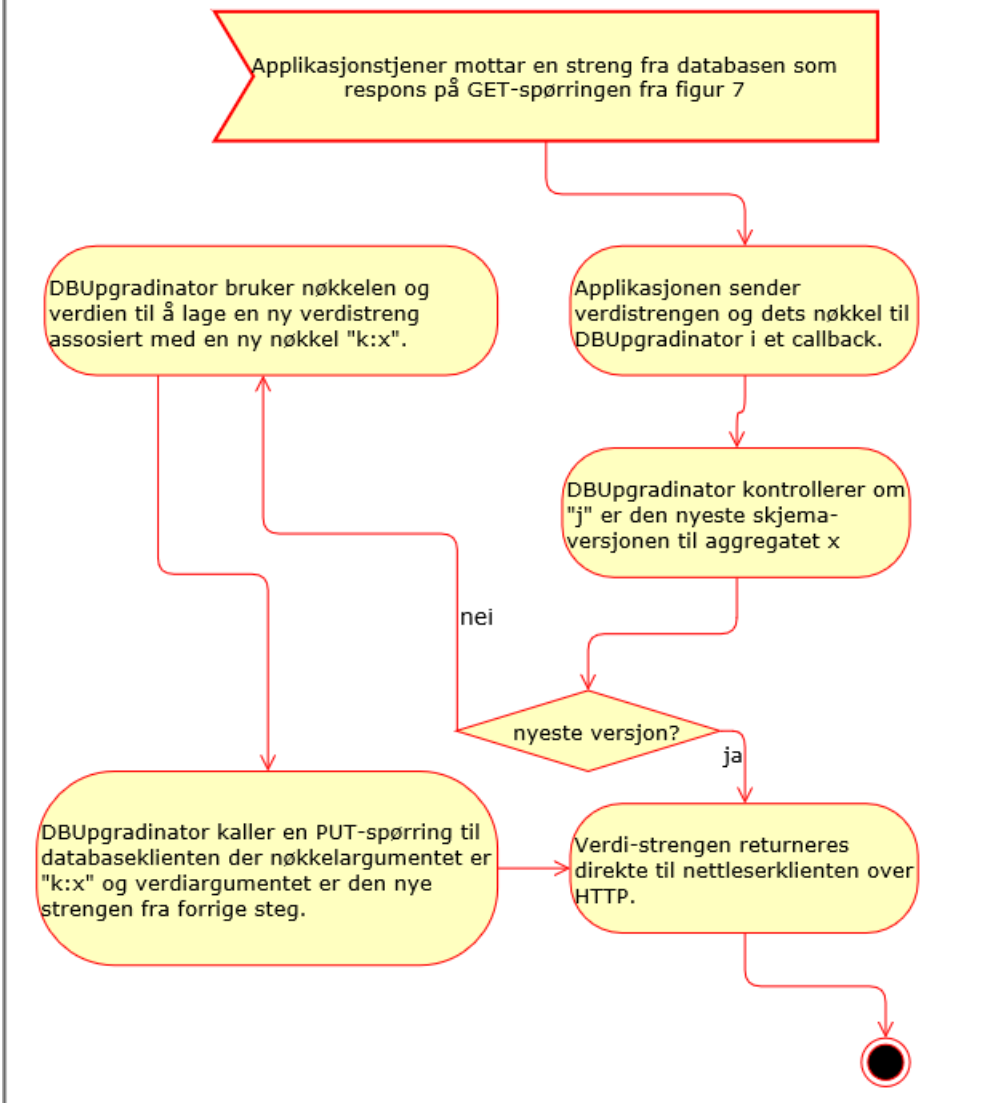 Applikasjonstjener mottar en streng fra databasen som
respons på GET-spørringen fra figur 7
Applikasjonen sender
verdistrengen og dets nøkkel til
DBUpgradinator i et callback.
DBUpgradinator kontrollerer om
"j" er den nyeste skjema-
versjonen til aggregatet x
nyeste versjon?
nei
ja
DBUpgradinator bruker nøkkelen og
verdien til å lage en ny verdistreng
assosiert med en ny nøkkel "k:x".
DBUpgradinator kaller en PUT-spørring til
databaseklienten der nøkkelargumentet er
"k:x" og verdiargumentet er den nye
strengen fra forrige steg.
Verdi-strengen returneres
direkte til nettleserklienten over
HTTP.